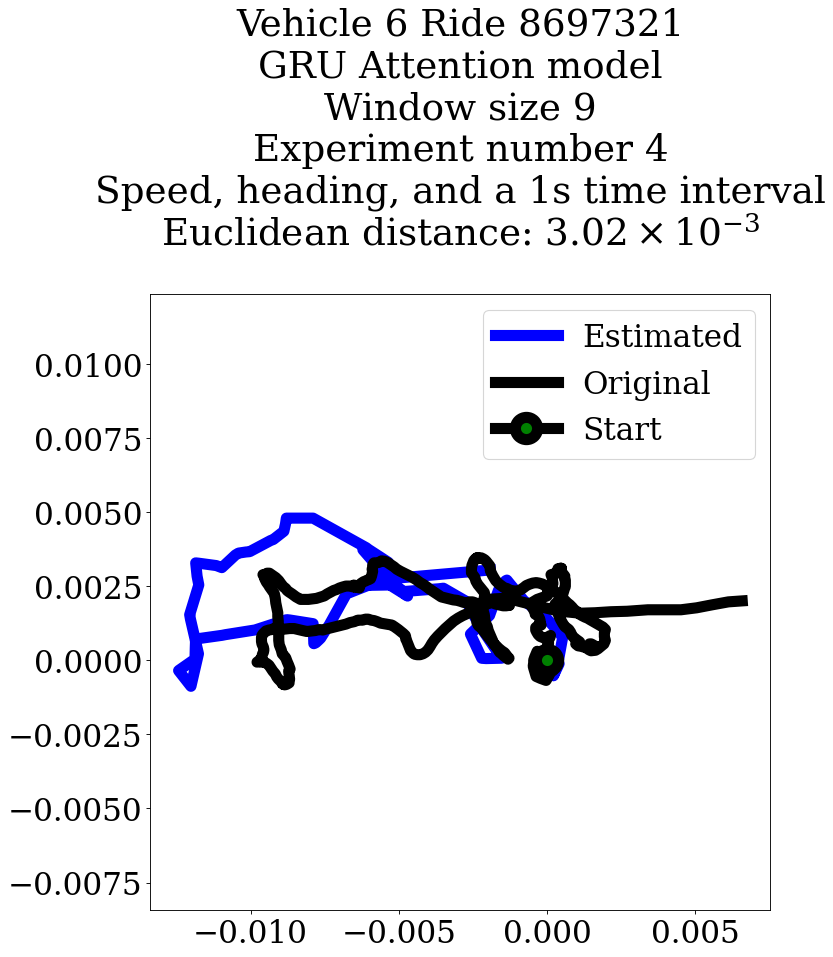 Vehicle 6 Ride 8697321
GRU Attention model
Window size 9
Experiment number 4
Speed, heading, and a 1s time interval
Euclidean distance: 3.02 × 10⁻³
Estimated
Original
Start
0.0100
0.0075
0.0050
0.0025
0.0000
−0.0025
−0.0050
−0.0075
−0.010 −0.005 0.000 0.005